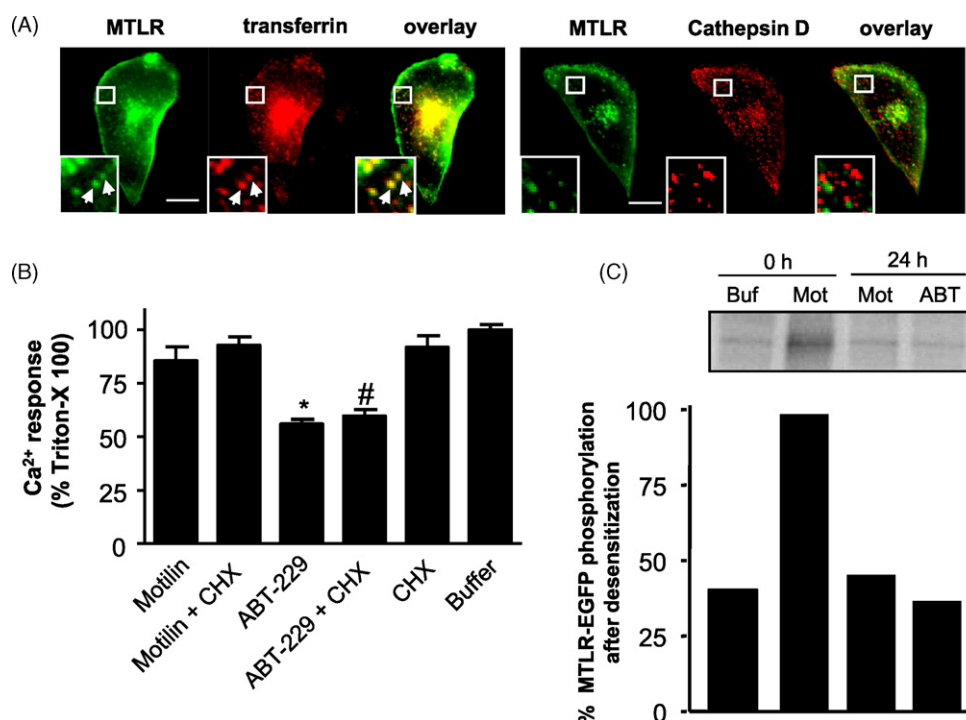 (A)
MTLR transferrin overlay MTLR Cathepsin D overlay
(B)
Ca²⁺ response
(% Triton-X 100)
100
75
50
25
0
*
#
Motilin
Motilin + CHX
ABT-229
ABT-229 + CHX
CHX
Buffer
(C)
0 h 24 h
Buf Mot Mot ABT
% MTLR-EGFP phosphorylation
after desensitization
100
75
50
25
0